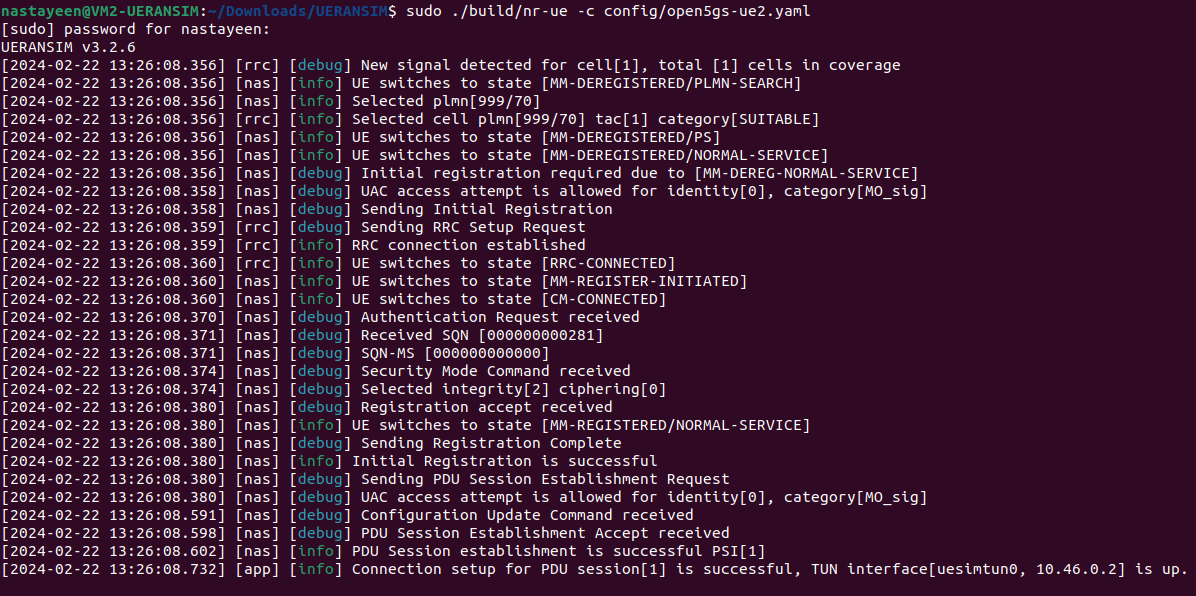 nastayeen@VM2-UERANSIM:~/Downloads/UERANSIM$ sudo ./build/nr-ue -c config/open5gs-ue2.yaml
[sudo] password for nastayeen:
UERANSIM v3.2.6
[2024-02-22 13:26:08.356] [rrc] [debug] New signal detected for cell[1], total [1] cells in coverage
[2024-02-22 13:26:08.356] [nas] [info] UE switches to state [MM-DEREGISTERED/PLMN-SEARCH]
[2024-02-22 13:26:08.356] [nas] [info] Selected plmn[999/70]
[2024-02-22 13:26:08.356] [rrc] [info] Selected cell plmn[999/70] tac[1] category[SUITABLE]
[2024-02-22 13:26:08.356] [nas] [info] UE switches to state [MM-DEREGISTERED/PS]
[2024-02-22 13:26:08.356] [nas] [info] UE switches to state [MM-DEREGISTERED/NORMAL-SERVICE]
[2024-02-22 13:26:08.356] [nas] [debug] Initial registration required due to [MM-DEREG-NORMAL-SERVICE]
[2024-02-22 13:26:08.358] [nas] [debug] UAC access attempt is allowed for identity[0], category[MO_sig]
[2024-02-22 13:26:08.358] [nas] [debug] Sending Initial Registration
[2024-02-22 13:26:08.359] [rrc] [debug] Sending RRC Setup Request
[2024-02-22 13:26:08.359] [rrc] [info] RRC connection established
[2024-02-22 13:26:08.360] [rrc] [info] UE switches to state [RRC-CONNECTED]
[2024-02-22 13:26:08.360] [nas] [info] UE switches to state [MM-REGISTER-INITIATED]
[2024-02-22 13:26:08.360] [nas] [info] UE switches to state [CM-CONNECTED]
[2024-02-22 13:26:08.370] [nas] [debug] Authentication Request received
[2024-02-22 13:26:08.371] [nas] [debug] Received SQN [000000000281]
[2024-02-22 13:26:08.371] [nas] [debug] SQN-MS [000000000000]
[2024-02-22 13:26:08.374] [nas] [debug] Security Mode Command received
[2024-02-22 13:26:08.374] [nas] [debug] Selected integrity[2] ciphering[0]
[2024-02-22 13:26:08.380] [nas] [debug] Registration accept received
[2024-02-22 13:26:08.380] [nas] [info] UE switches to state [MM-REGISTERED/NORMAL-SERVICE]
[2024-02-22 13:26:08.380] [nas] [debug] Sending Registration Complete
[2024-02-22 13:26:08.380] [nas] [info] Initial Registration is successful
[2024-02-22 13:26:08.380] [nas] [debug] Sending PDU Session Establishment Request
[2024-02-22 13:26:08.380] [nas] [debug] UAC access attempt is allowed for identity[0], category[MO_sig]
[2024-02-22 13:26:08.591] [nas] [debug] Configuration Update Command received
[2024-02-22 13:26:08.598] [nas] [debug] PDU Session Establishment Accept received
[2024-02-22 13:26:08.602] [nas] [info] PDU Session establishment is successful PSI[1]
[2024-02-22 13:26:08.732] [app] [info] Connection setup for PDU session[1] is successful, TUN interface[uesimtun0, 10.46.0.2] is up.